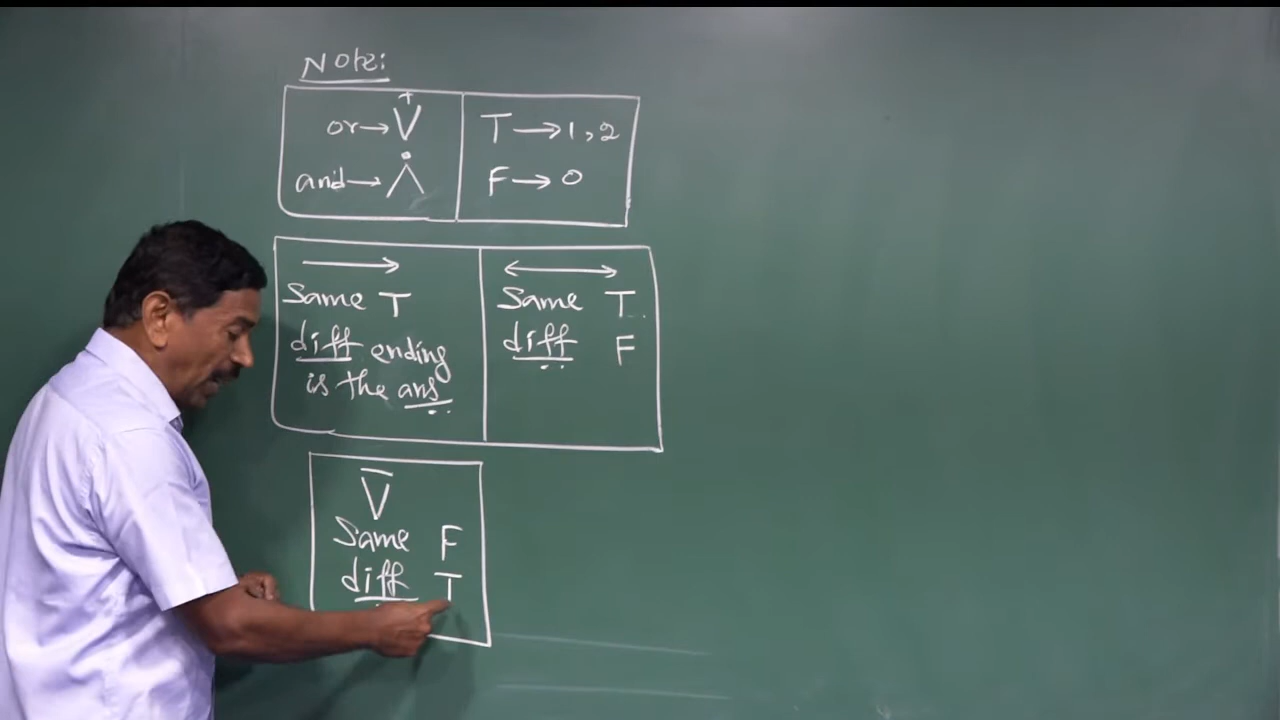 Note:
or→V+
and→⋀•
T→1,2
F→0
→
Same T
diff ending
is the ans
↔
Same T
diff F
V̅
Same F
diff T